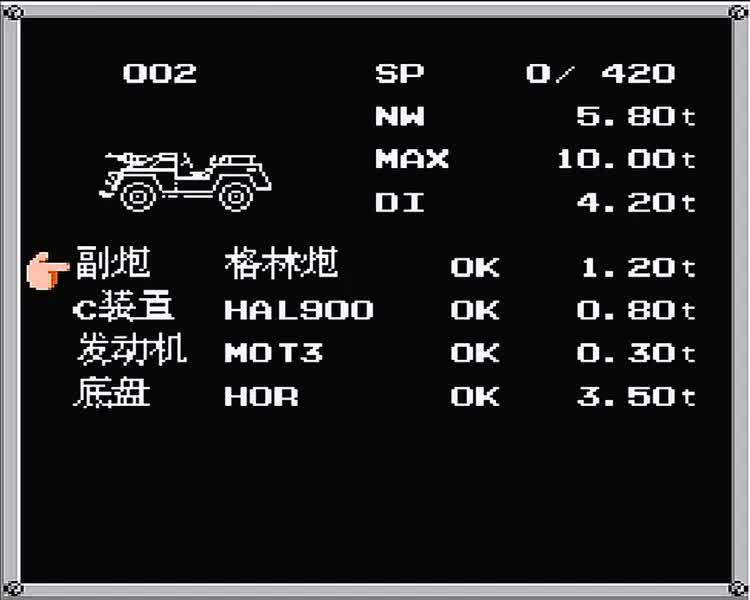 002 SP 0/ 420
NW 5.80t
MAX 10.00t
DI 4.20t
副炮 格林炮 OK 1.20t
C装置 HAL900 OK 0.80t
发动机 MOT3 OK 0.30t
底盘 HOR OK 3.50t